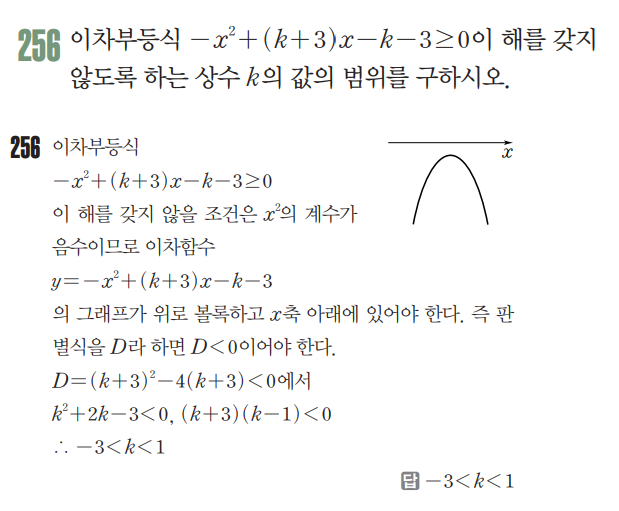 256 이차부등식 −x²+(k+3)x−k−3≥0이 해를 갖지
않도록 하는 상수 k의 값의 범위를 구하시오.
256 이차부등식
−x²+(k+3)x−k−3≥0
이 해를 갖지 않을 조건은 x²의 계수가
음수이므로 이차함수
y=−x²+(k+3)x−k−3
의 그래프가 위로 볼록하고 x축 아래에 있어야 한다. 즉 판
별식을 D라 하면 D<0이어야 한다.
D=(k+3)²−4(k+3)<0에서
k²+2k−3<0, (k+3)(k−1)<0
∴ −3<k<1
x
답 −3<k<1